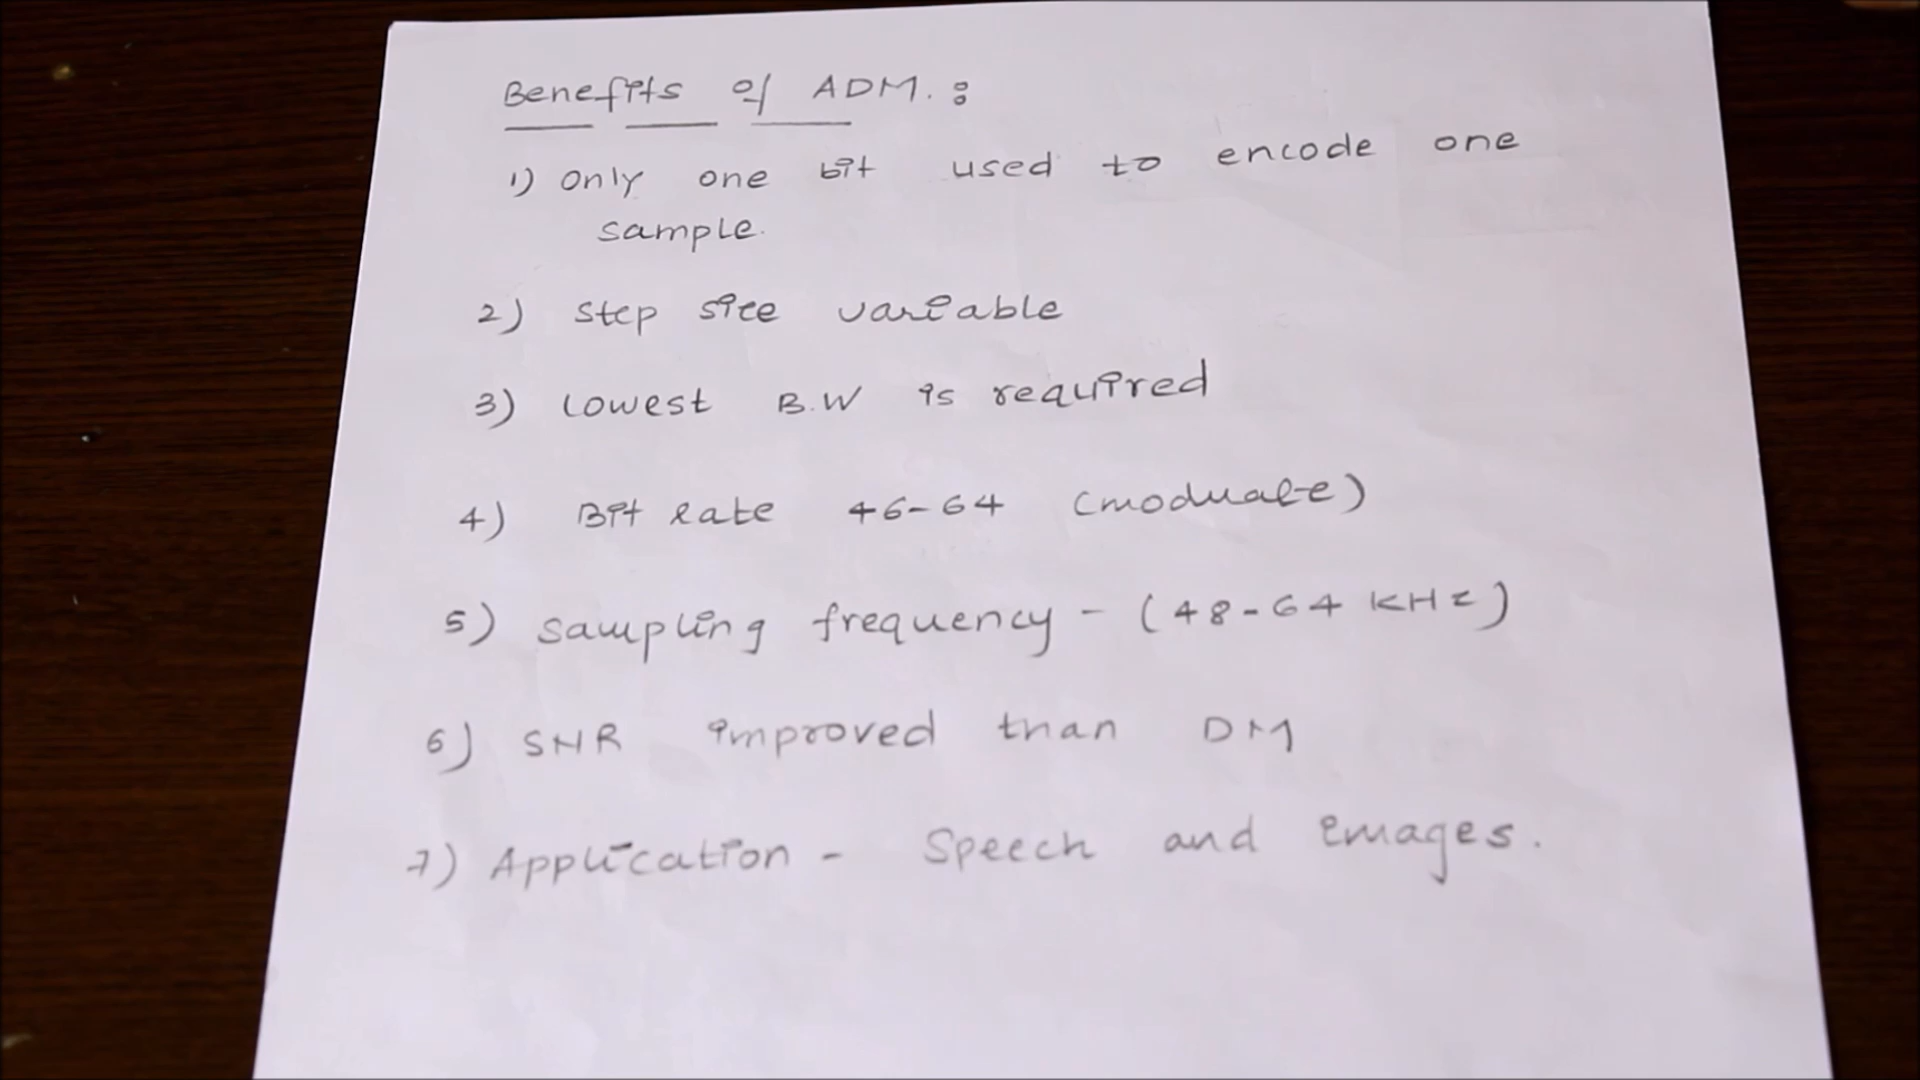 Benefits of ADM. :
1) only one bit used to encode one
sample.
2) step size variable
3) Lowest B.W is required
4) Bit Rate 46-64 (moduate)
5) Sampling frequency - (48-64 KHz)
6) SNR improved than DM
7) Application - Speech and images.